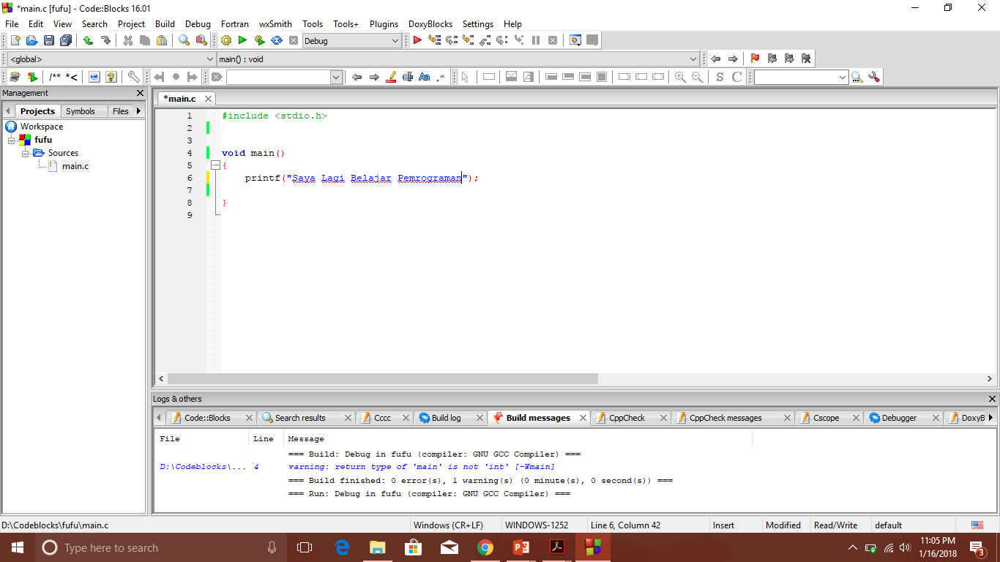 *main.c [fufu] - Code::Blocks 16.01
File Edit View Search Project Build Debug Fortran wxSmith Tools Tools+ Plugins DoxyBlocks Settings Help
Debug
<global> main() : void
/** *<
Management
Projects Symbols Files
Workspace
fufu
Sources
main.c
*main.c
1 #include <stdio.h>
2
3
4 void main()
5 {
6 printf("Saya Lagi Belajar Pemrograman");
7
8 }
9
Logs & others
Code::Blocks Search results Cccc Build log Build messages CppCheck CppCheck messages Cscope Debugger DoxyB
File Line Message
=== Build: Debug in fufu (compiler: GNU GCC Compiler) ===
D:\Codeblocks\... 4 warning: return type of 'main' is not 'int' [-Wmain]
=== Build finished: 0 error(s), 1 warning(s) (0 minute(s), 0 second(s)) ===
=== Run: Debug in fufu (compiler: GNU GCC Compiler) ===
D:\Codeblocks\fufu\main.c Windows (CR+LF) WINDOWS-1252 Line 6, Column 42 Insert Modified Read/Write default
Type here to search
11:05 PM
1/16/2018
3